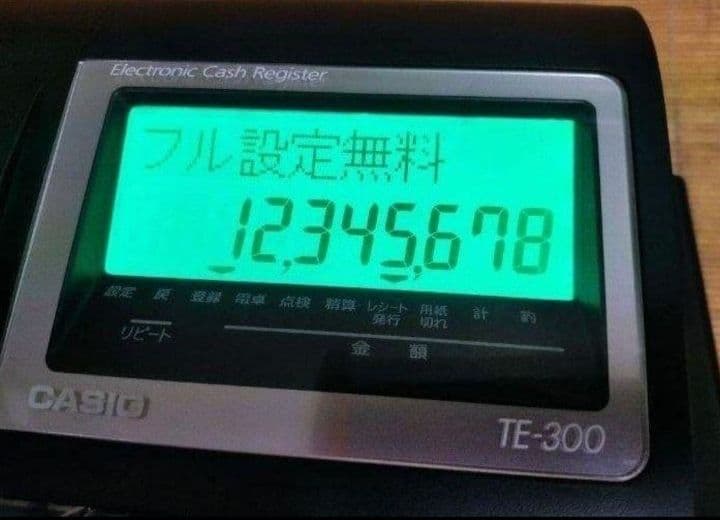 Electronic Cash Register
フル設定無料
12,345,678
設定 戻 登録 電卓 点検 精算 レシート発行 用紙切れ 計 釣
リピート
金額
CASIO
TE-300